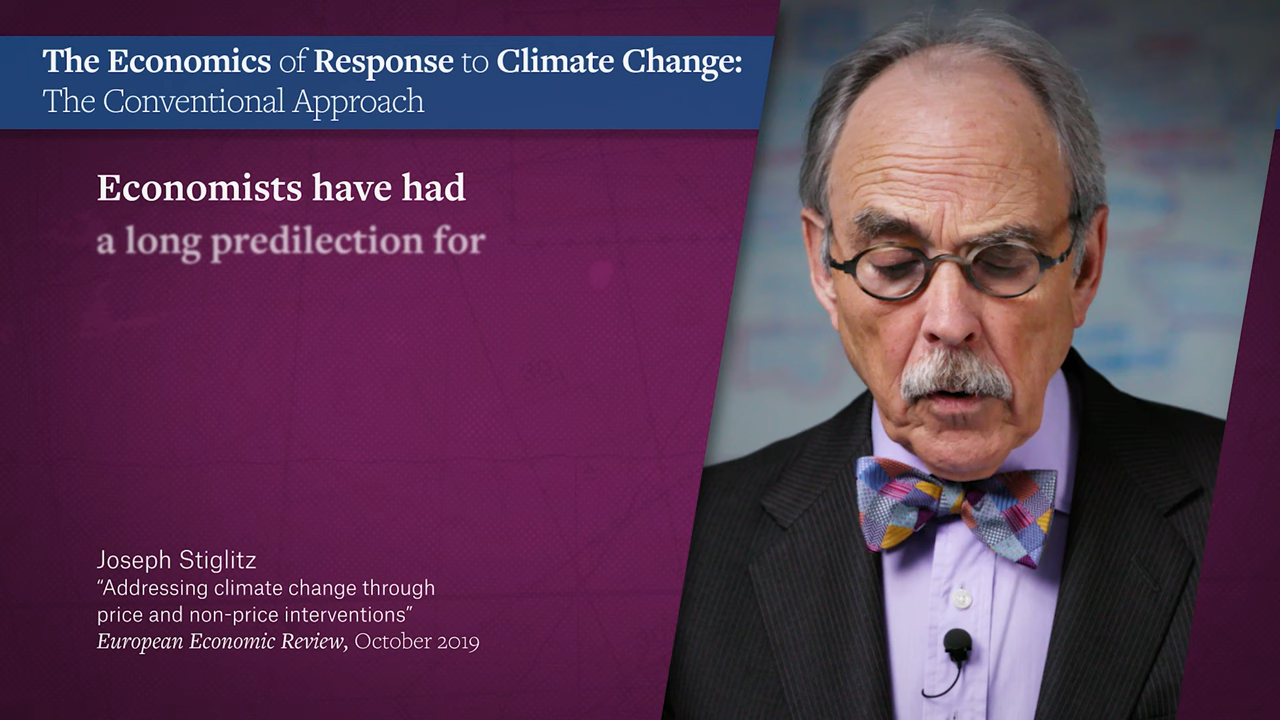 The Economics of Response to Climate Change:
The Conventional Approach
Economists have had
a long predilection for
Joseph Stiglitz
“Addressing climate change through
price and non-price interventions”
European Economic Review, October 2019